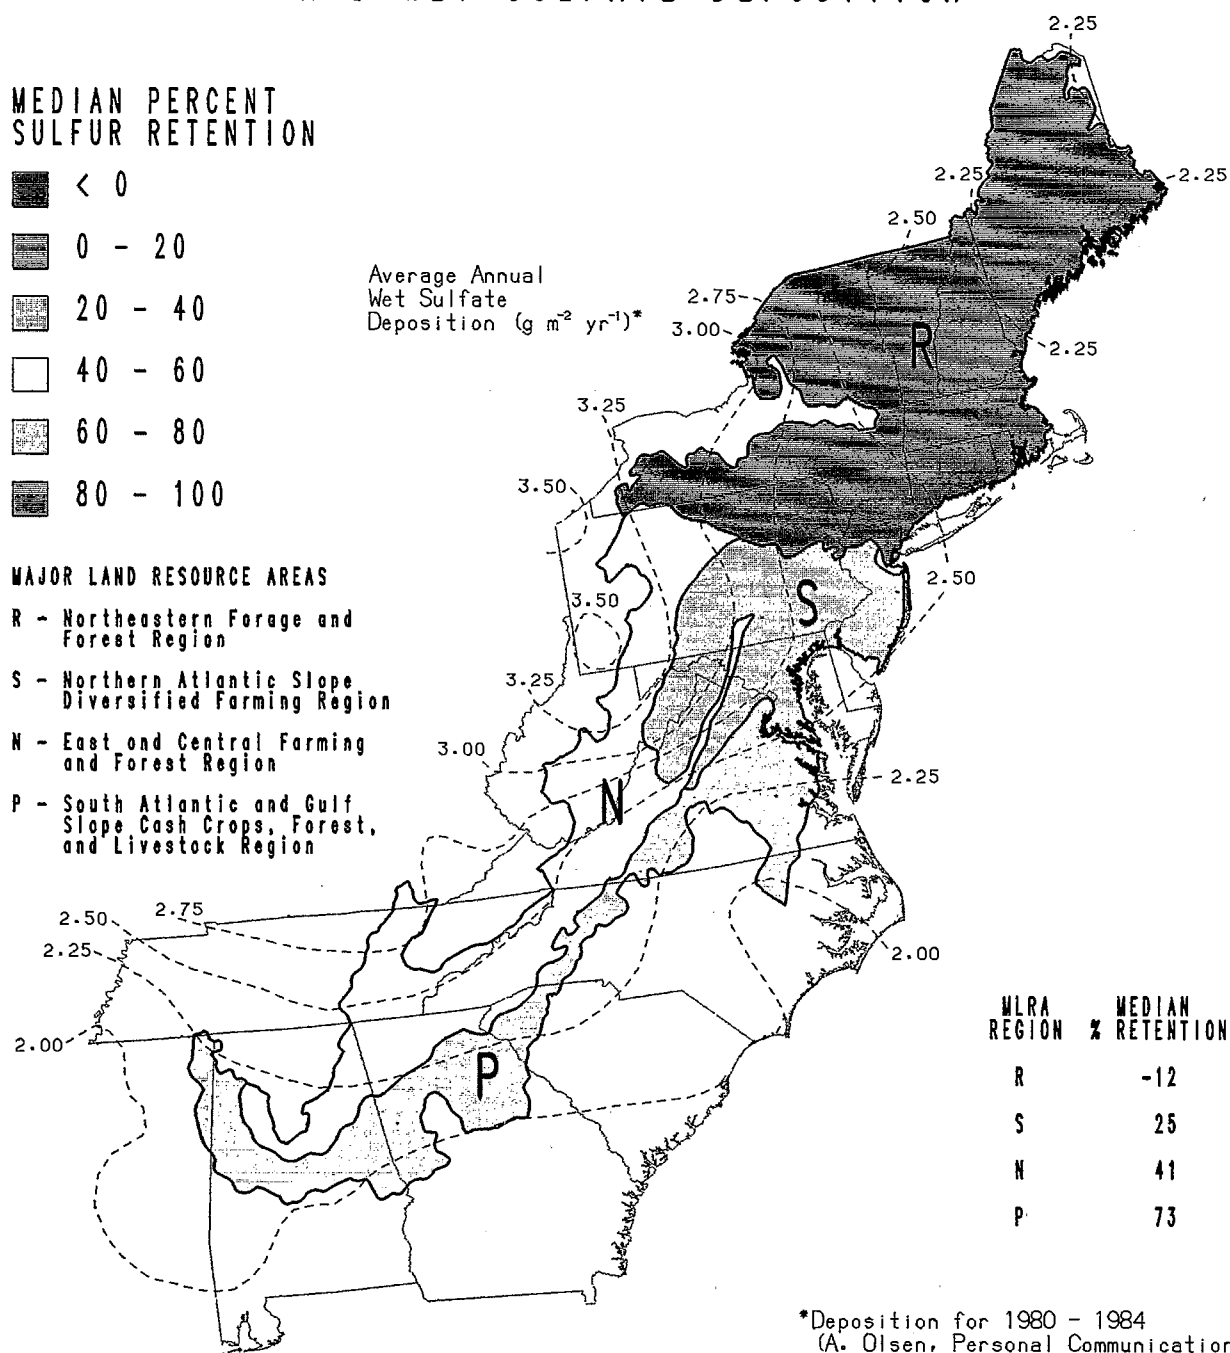 MEDIAN PERCENT
SULFUR RETENTION
< 0
0 - 20
20 - 40
40 - 60
60 - 80
80 - 100
MAJOR LAND RESOURCE AREAS
R - Northeastern Forage and
Forest Region
S - Northern Atlantic Slope
Diversified Farming Region
N - East and Central Farming
and Forest Region
P - South Atlantic and Gulf
Slope Cash Crops, Forest,
and Livestock Region
Average Annual
Wet Sulfate
Deposition (g m⁻² yr⁻¹)*
2.25
2.25
2.25
2.50
2.75
3.00
R
2.25
3.25
3.50
2.50
S
3.50
3.25
3.00
N
2.25
2.75
2.50
2.25
2.00
2.00
P
MLRA MEDIAN
REGION % RETENTION
R -12
S 25
N 41
P 73
*Deposition for 1980 - 1984
(A. Olsen, Personal Communication